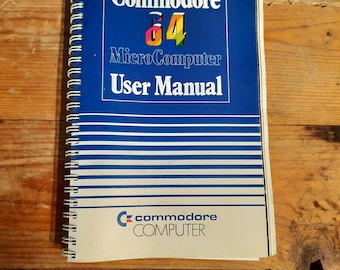 Commodore
64
MicroComputer
User Manual
commodore
COMPUTER